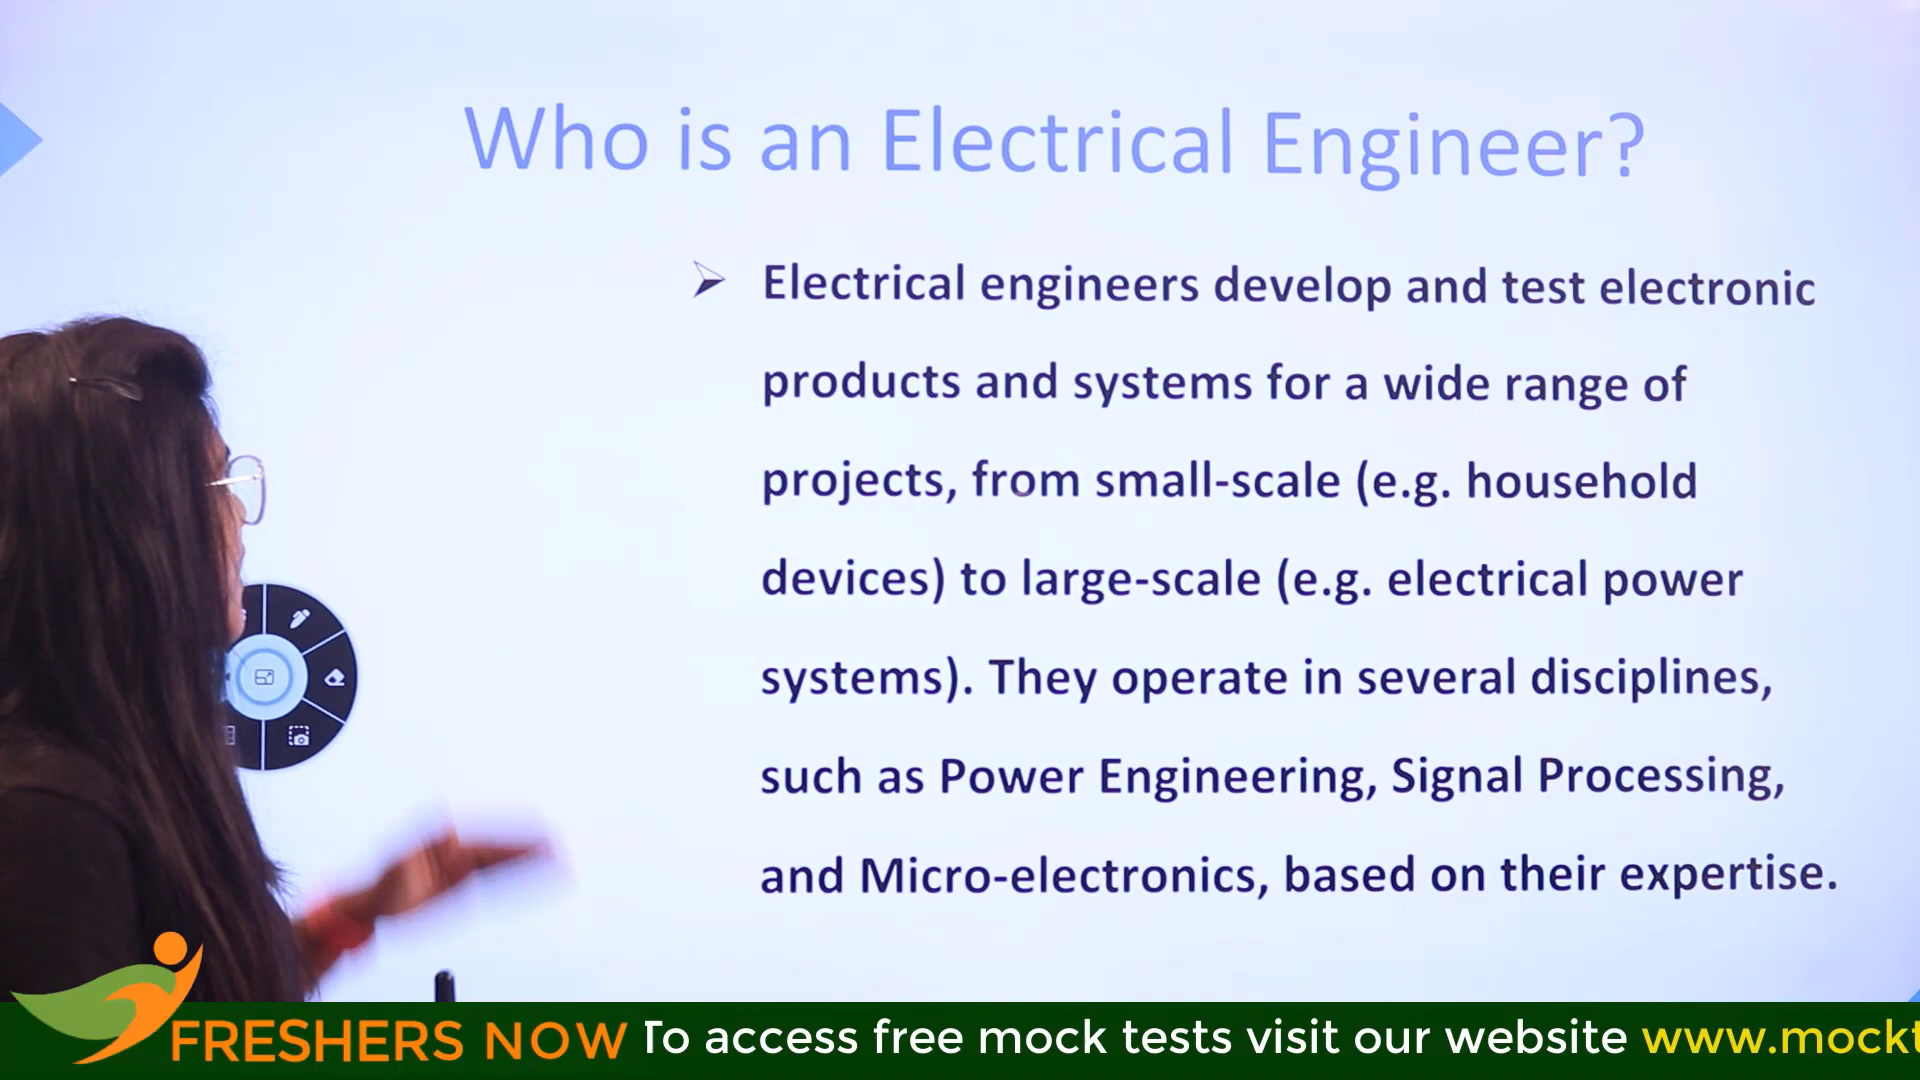 Who is an Electrical Engineer?
➢ Electrical engineers develop and test electronic
products and systems for a wide range of
projects, from small-scale (e.g. household
devices) to large-scale (e.g. electrical power
systems). They operate in several disciplines,
such as Power Engineering, Signal Processing,
and Micro-electronics, based on their expertise.
FRESHERS NOW To access free mock tests visit our website www.mockt